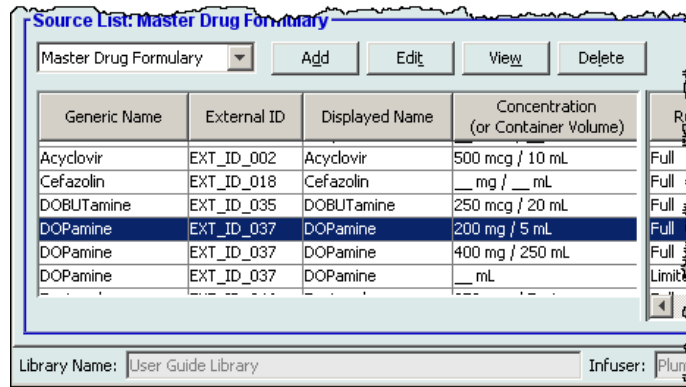 Source List: Master Drug Formulary
Master Drug Formulary Add Edit View Delete
Generic Name External ID Displayed Name Concentration
(or Container Volume)
Acyclovir EXT_ID_002 Acyclovir 500 mcg / 10 mL Full
Cefazolin EXT_ID_018 Cefazolin __ mg / __ mL Full
DOBUTamine EXT_ID_035 DOBUTamine 250 mcg / 20 mL Full
DOPamine EXT_ID_037 DOPamine 200 mg / 5 mL Full
DOPamine EXT_ID_037 DOPamine 400 mg / 250 mL Full
DOPamine EXT_ID_037 DOPamine __ mL Limite
Library Name: User Guide Library Infuser: Plum